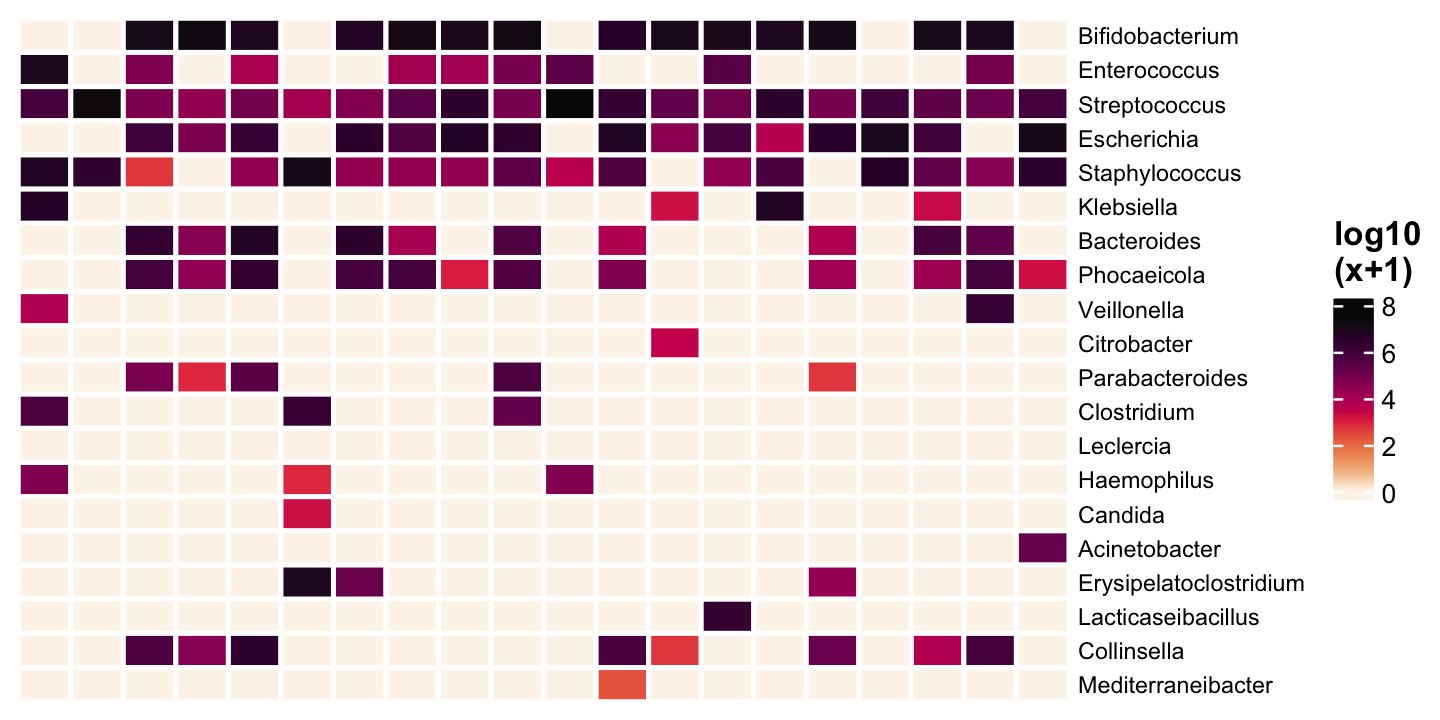 Bifidobacterium
Enterococcus
Streptococcus
Escherichia
Staphylococcus
Klebsiella
Bacteroides
Phocaeicola
Veillonella
Citrobacter
Parabacteroides
Clostridium
Leclercia
Haemophilus
Candida
Acinetobacter
Erysipelatoclostridium
Lacticaseibacillus
Collinsella
Mediterraneibacter
log10
(x+1)
8
6
4
2
0